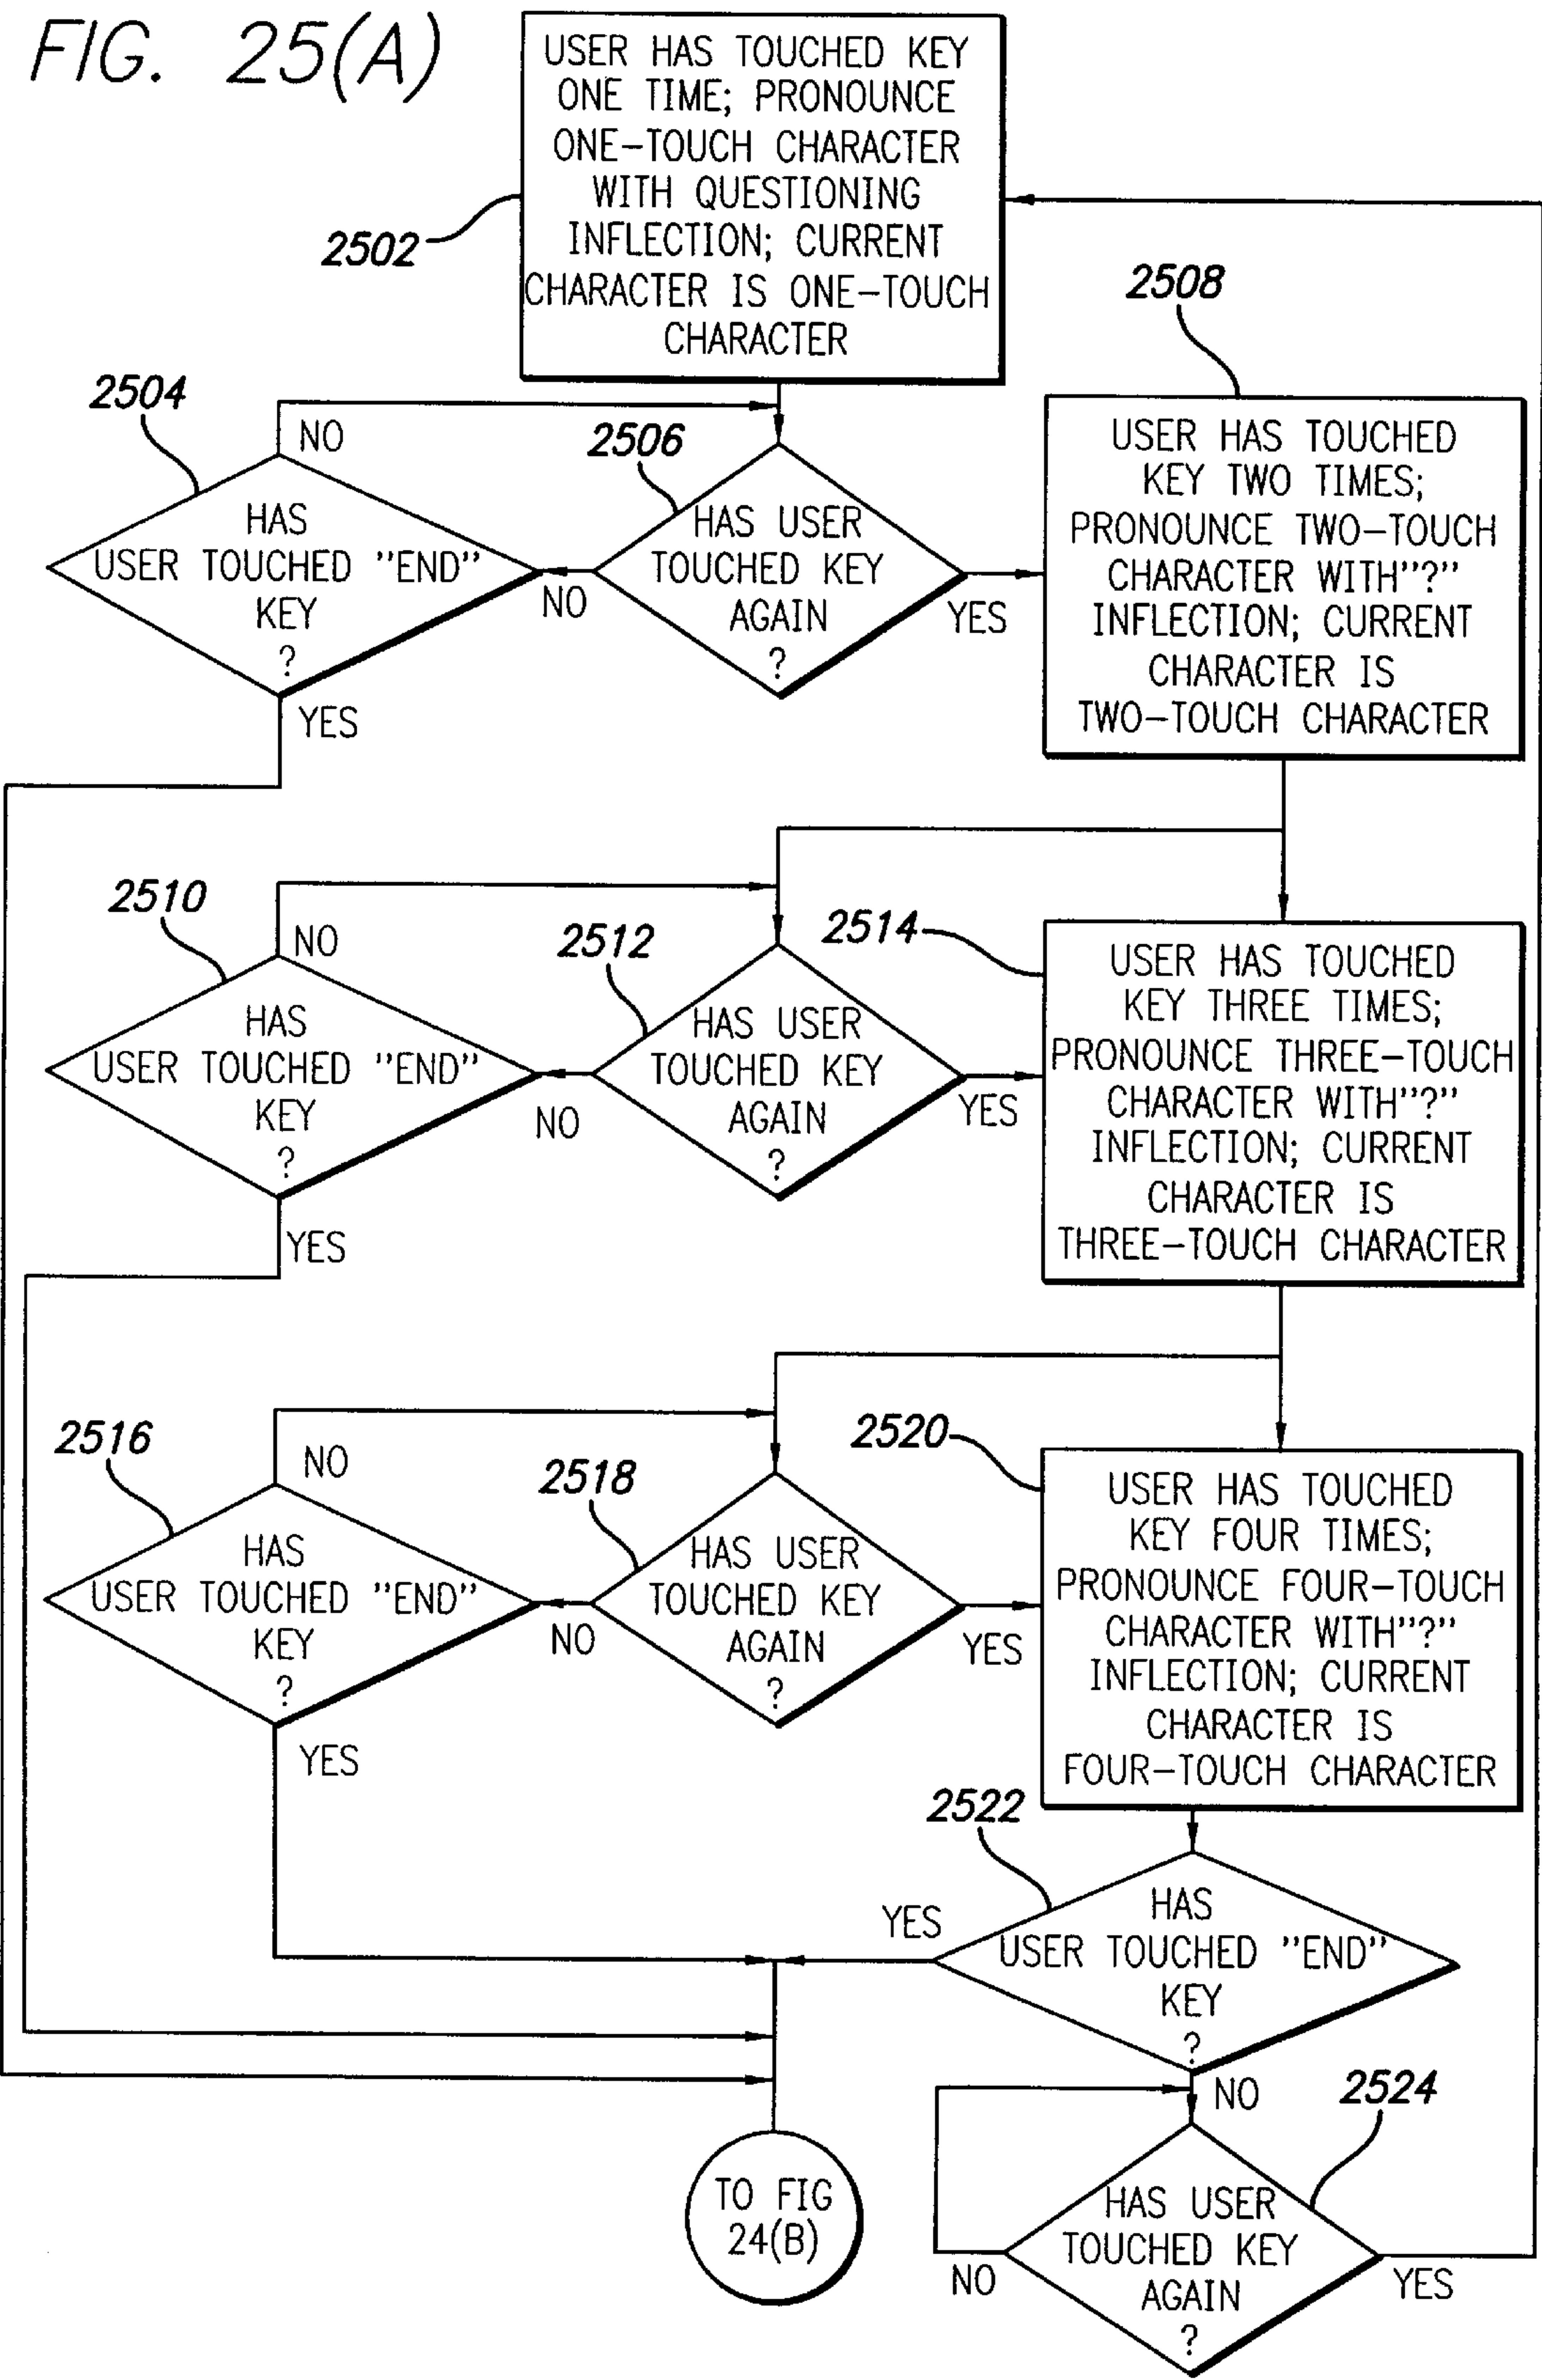 FIG. 25(A)
USER HAS TOUCHED KEY
ONE TIME; PRONOUNCE
ONE-TOUCH CHARACTER
WITH QUESTIONING
INFLECTION; CURRENT
CHARACTER IS ONE-TOUCH
CHARACTER
2502
2508
2504
NO
2506
USER HAS TOUCHED
KEY TWO TIMES;
PRONOUNCE TWO-TOUCH
CHARACTER WITH"?"
INFLECTION; CURRENT
CHARACTER IS
TWO-TOUCH CHARACTER
HAS
USER TOUCHED "END"
KEY
?
NO
HAS USER
TOUCHED KEY
AGAIN
?
YES
YES
2510
NO
2512
2514
USER HAS TOUCHED
KEY THREE TIMES;
PRONOUNCE THREE-TOUCH
CHARACTER WITH"?"
INFLECTION; CURRENT
CHARACTER IS
THREE-TOUCH CHARACTER
HAS
USER TOUCHED "END"
KEY
?
NO
HAS USER
TOUCHED KEY
AGAIN
?
YES
YES
2516
NO
2518
2520
USER HAS TOUCHED
KEY FOUR TIMES;
PRONOUNCE FOUR-TOUCH
CHARACTER WITH"?"
INFLECTION; CURRENT
CHARACTER IS
FOUR-TOUCH CHARACTER
HAS
USER TOUCHED "END"
KEY
?
NO
HAS USER
TOUCHED KEY
AGAIN
?
YES
YES
2522
YES
HAS
USER TOUCHED "END"
KEY
?
NO
2524
TO FIG
24(B)
HAS USER
TOUCHED KEY
AGAIN
?
NO
YES